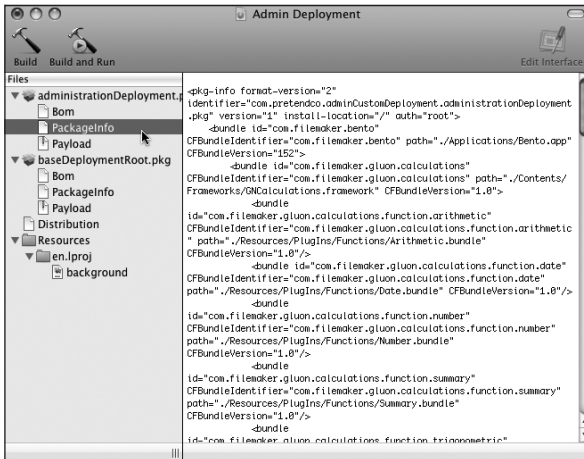 Admin Deployment
Build
Build and Run
Edit Interface
Files
administrationDeployment.p
Bom
PackageInfo
Payload
baseDeploymentRoot.pkg
Bom
PackageInfo
Payload
Distribution
Resources
en.lproj
background
<pkg-info format-version="2"
identifier="com.pretendco.adminCustomDeployment.administrationDeployment
.pkg" version="1" install-location="/" auth="root">
<bundle id="com.filemaker.bento"
CFBundleIdentifier="com.filemaker.bento" path="./Applications/Bento.app"
CFBundleVersion="152">
<bundle id="com.filemaker.gluon.calculations"
CFBundleIdentifier="com.filemaker.gluon.calculations" path="./Contents/
Frameworks/GNCalculations.framework" CFBundleVersion="1.0">
<bundle
id="com.filemaker.gluon.calculations.function.arithmetic"
CFBundleIdentifier="com.filemaker.gluon.calculations.function.arithmetic
" path="./Resources/PlugIns/Functions/Arithmetic.bundle"
CFBundleVersion="1.0"/>
<bundle id="com.filemaker.gluon.calculations.function.date"
CFBundleIdentifier="com.filemaker.gluon.calculations.function.date"
path="./Resources/PlugIns/Functions/Date.bundle" CFBundleVersion="1.0"/>
<bundle
id="com.filemaker.gluon.calculations.function.number"
CFBundleIdentifier="com.filemaker.gluon.calculations.function.number"
path="./Resources/PlugIns/Functions/Number.bundle"
CFBundleVersion="1.0"/>
<bundle
id="com.filemaker.gluon.calculations.function.summary"
CFBundleIdentifier="com.filemaker.gluon.calculations.function.summary"
path="./Resources/PlugIns/Functions/Summary.bundle"
CFBundleVersion="1.0"/>
<bundle
id="com.filemaker.gluon.calculations.function.trigonometric"